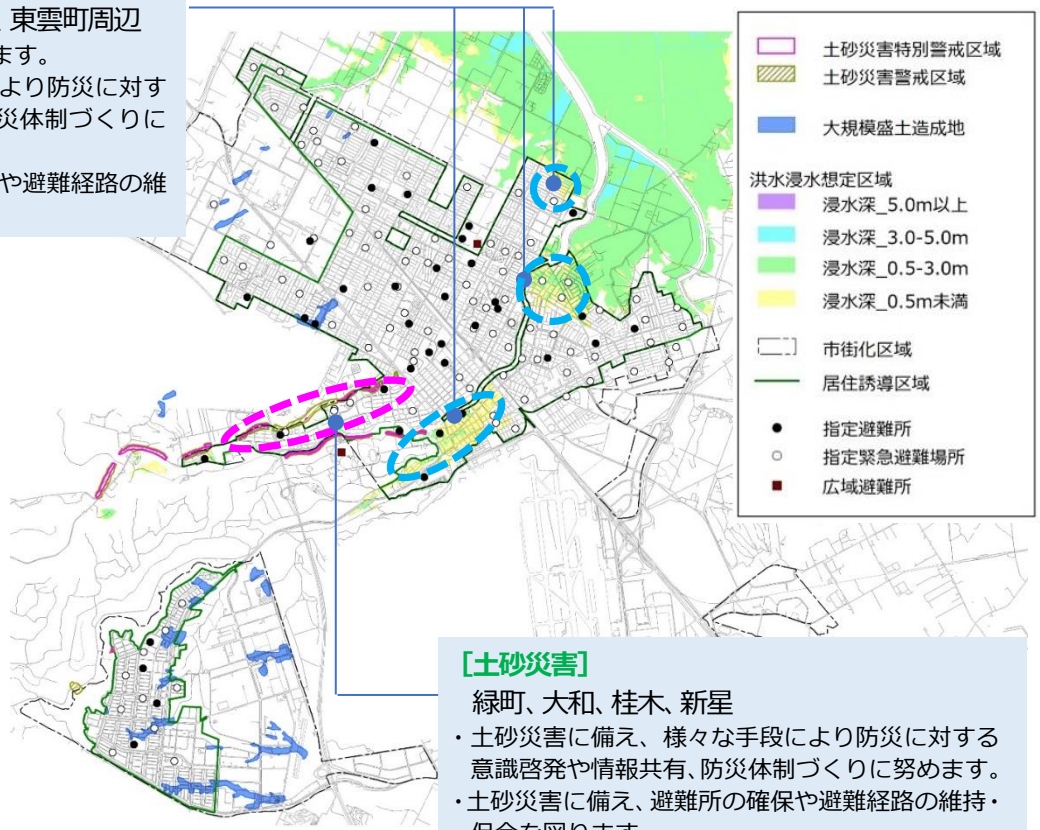 東雲町周辺
ます。
より防災に対す
災体制づくりに
や避難経路の維
土砂災害特別警戒区域
土砂災害警戒区域
大規模盛土造成地
洪水浸水想定区域
浸水深_5.0m以上
浸水深_3.0-5.0m
浸水深_0.5-3.0m
浸水深_0.5m未満
市街化区域
居住誘導区域
指定避難所
指定緊急避難場所
広域避難所
[土砂災害]
緑町、大和、桂木、新星
・土砂災害に備え、様々な手段により防災に対する
意識啓発や情報共有、防災体制づくりに努めます。
・土砂災害に備え、避難所の確保や避難経路の維持・
保全を図ります